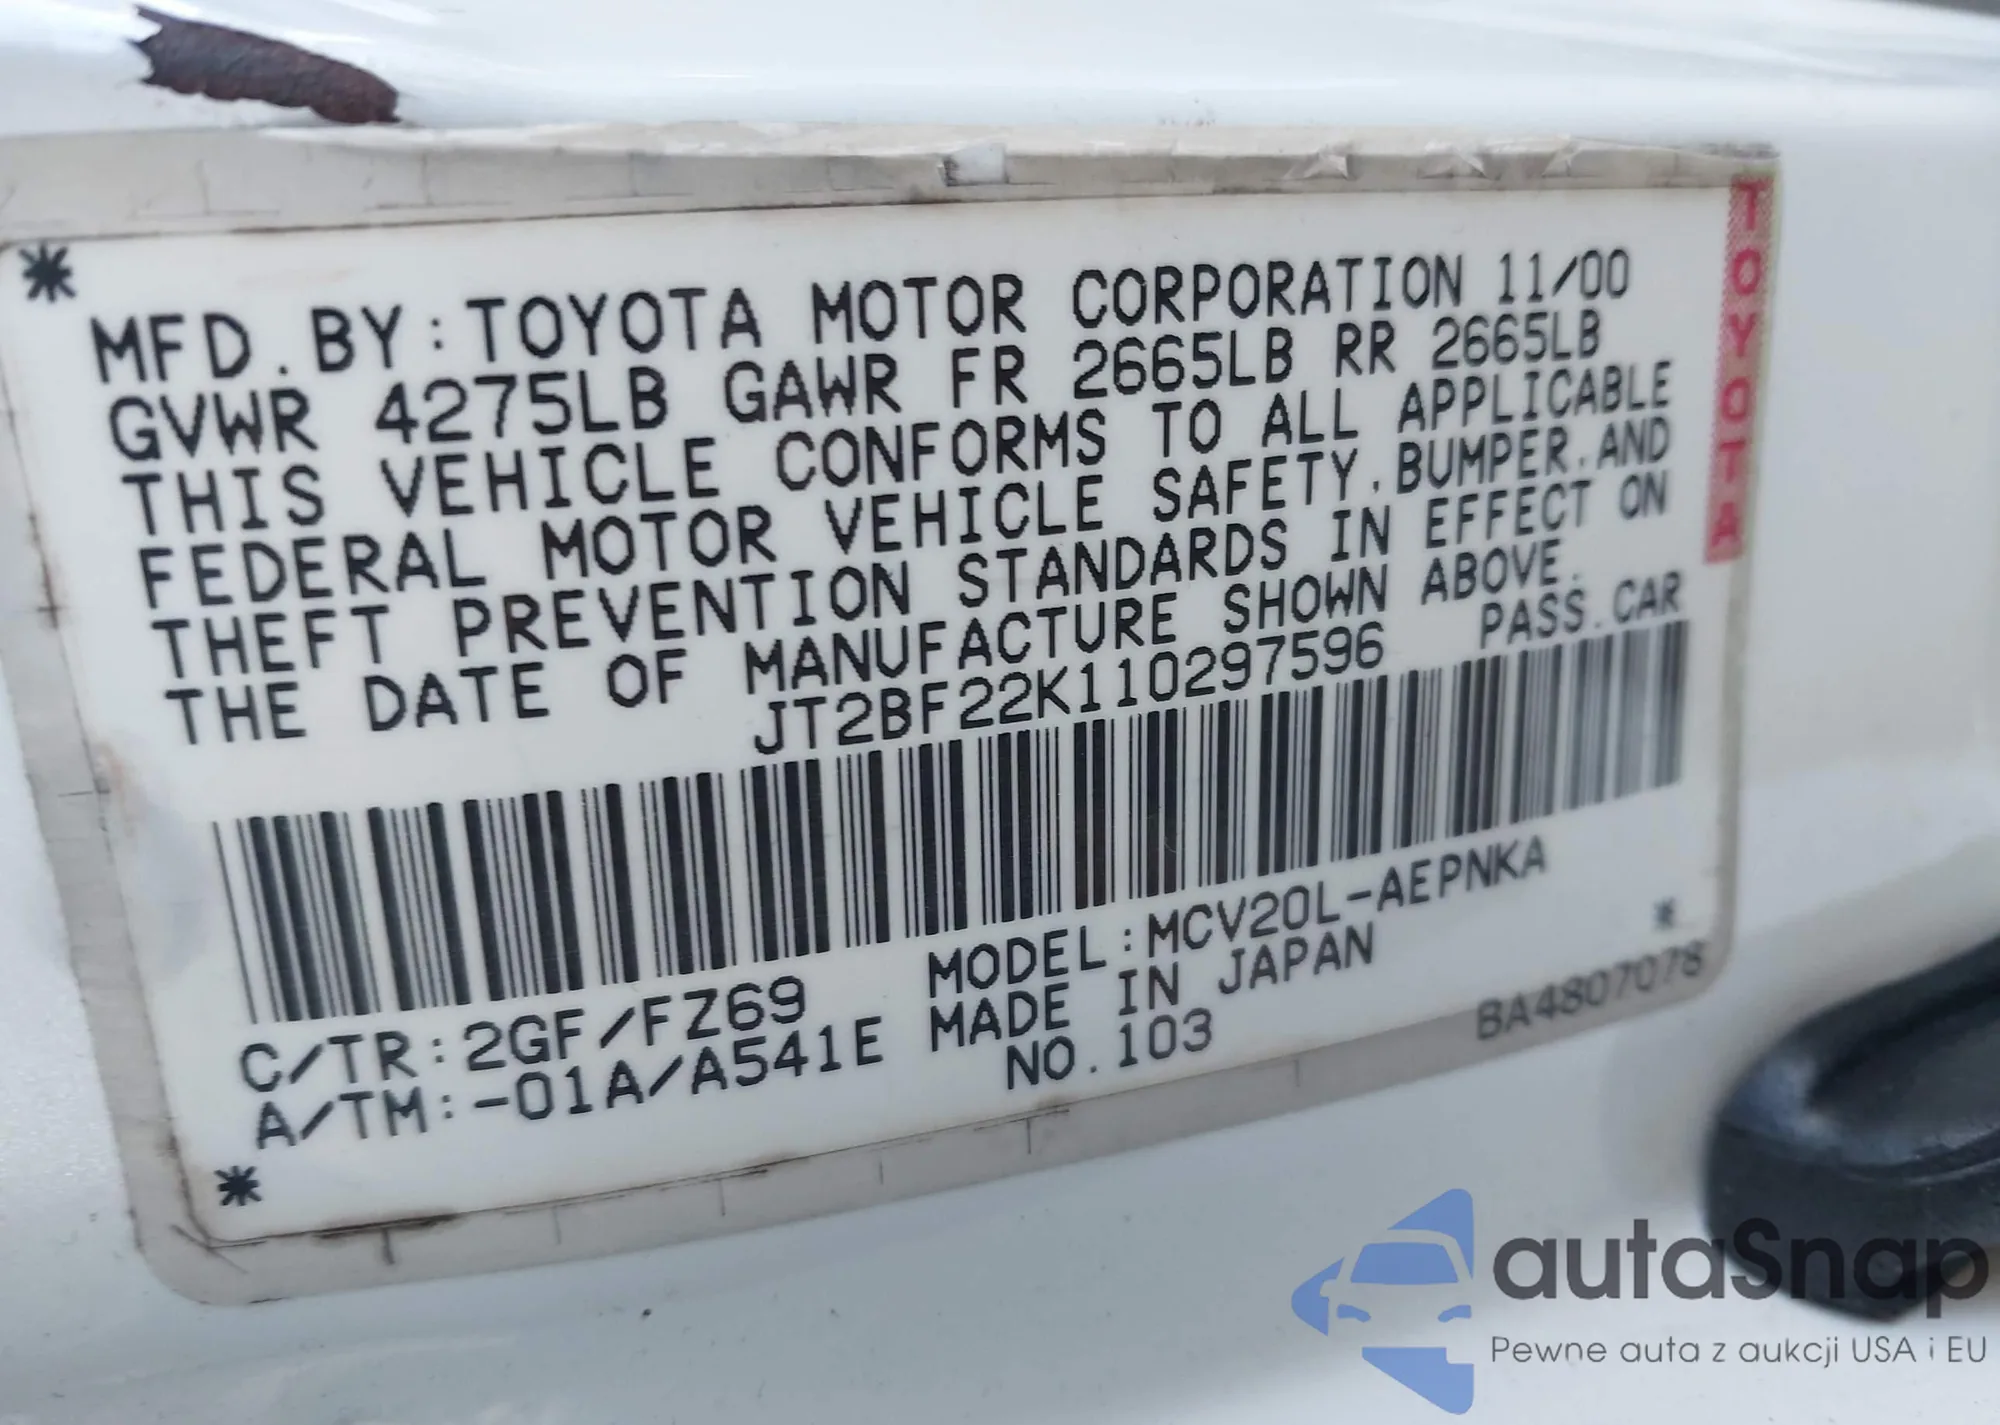 MFD.BY:TOYOTA MOTOR CORPORATION 11/00
GVWR 4275LB GAWR FR 2665LB RR 2665LB
THIS VEHICLE CONFORMS TO ALL APPLICABLE
FEDERAL MOTOR VEHICLE SAFETY,BUMPER,AND
THEFT PREVENTION STANDARDS IN EFFECT ON
THE DATE OF MANUFACTURE SHOWN ABOVE.
JT2BF22K110297596 PASS.CAR
C/TR:2GF/FZ69 MODEL:MCV20L-AEPNKA
A/TM:-01A/A541E MADE IN JAPAN
NO.103
BA4807078
TOYOTA
autaSnap
Pewne auta z aukcji USA i EU